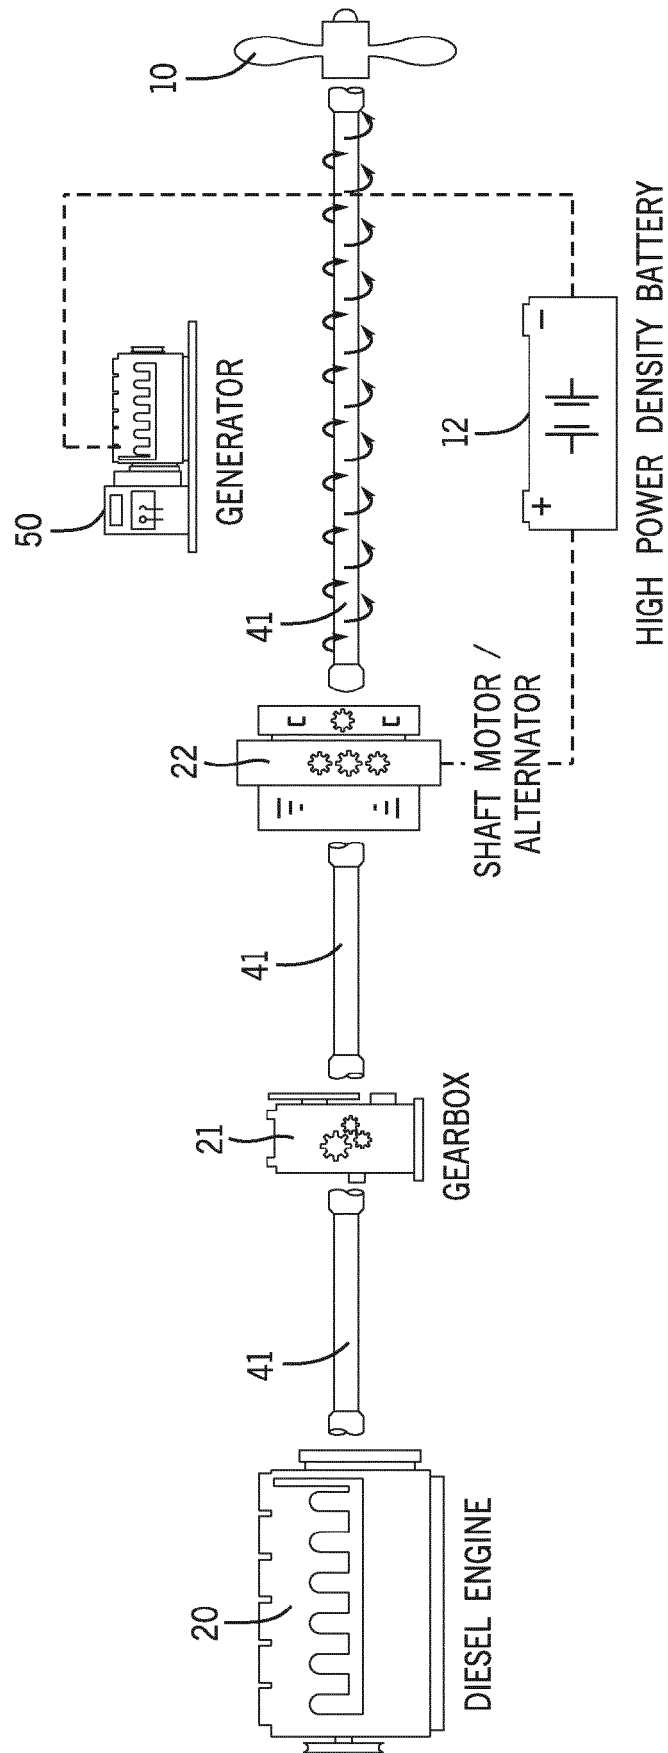 20
DIESEL ENGINE
41
21
GEARBOX
41
22
SHAFT MOTOR /
ALTERNATOR
41
50
GENERATOR
12
+
−
HIGH POWER DENSITY BATTERY
10